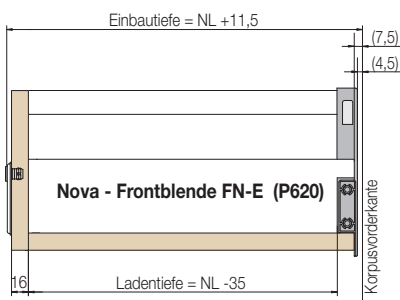 Einbautiefe = NL +11,5
(7,5)
(4,5)
Nova - Frontblende FN-E (P620)
Korpusvorderkante
16
Ladentiefe = NL -35